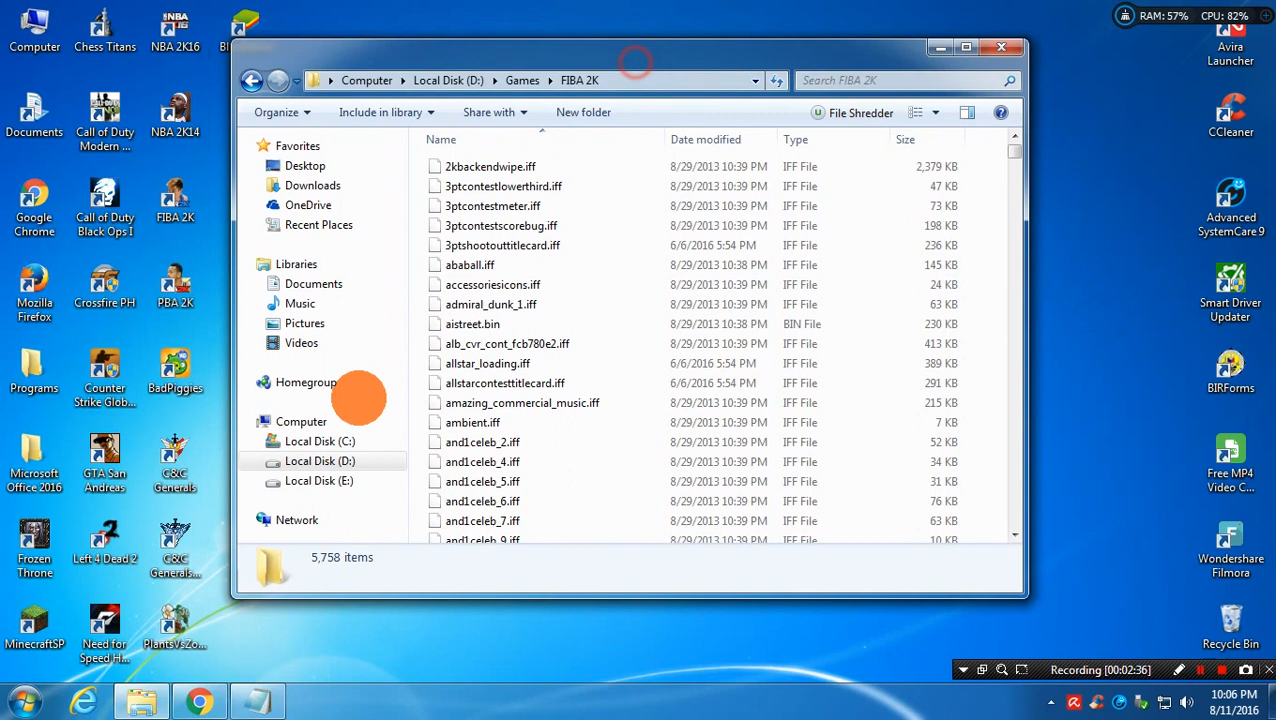 Computer
Chess Titans
NBA 2K16
RAM: 57% CPU: 82%
Avira
Launcher
Documents
Call of Duty
Modern ...
NBA 2K14
CCleaner
Google
Chrome
Call of Duty
Black Ops I
FIBA 2K
Advanced
SystemCare 9
Mozilla
Firefox
Crossfire PH
PBA 2K
Smart Driver
Updater
Programs
Counter
Strike Glob...
BadPiggies
BIRForms
Microsoft
Office 2016
GTA San
Andreas
C&C
Generals
Free MP4
Video C...
Frozen
Throne
Left 4 Dead 2
C&C
Generals...
Wondershare
Filmora
MinecraftSP
Need for
Speed H...
PlantsVsZo...
Recycle Bin
Computer Local Disk (D:) Games FIBA 2K
Search FIBA 2K
Organize Include in library Share with New folder File Shredder
Favorites
Desktop
Downloads
OneDrive
Recent Places
Libraries
Documents
Music
Pictures
Videos
Homegroup
Computer
Local Disk (C:)
Local Disk (D:)
Local Disk (E:)
Network
Name Date modified Type Size
2kbackendwipe.iff 8/29/2013 10:39 PM IFF File 2,379 KB
3ptcontestlowerthird.iff 8/29/2013 10:39 PM IFF File 47 KB
3ptcontestmeter.iff 8/29/2013 10:39 PM IFF File 73 KB
3ptcontestscorebug.iff 8/29/2013 10:39 PM IFF File 198 KB
3ptshootouttitlecard.iff 6/6/2016 5:54 PM IFF File 236 KB
ababall.iff 8/29/2013 10:38 PM IFF File 145 KB
accessoriesicons.iff 8/29/2013 10:39 PM IFF File 24 KB
admiral_dunk_1.iff 8/29/2013 10:39 PM IFF File 63 KB
aistreet.bin 8/29/2013 10:38 PM BIN File 230 KB
alb_cvr_cont_fcb780e2.iff 8/29/2013 10:39 PM IFF File 413 KB
allstar_loading.iff 6/6/2016 5:54 PM IFF File 389 KB
allstarcontesttitlecard.iff 6/6/2016 5:54 PM IFF File 291 KB
amazing_commercial_music.iff 8/29/2013 10:39 PM IFF File 215 KB
ambient.iff 8/29/2013 10:39 PM IFF File 7 KB
and1celeb_2.iff 8/29/2013 10:39 PM IFF File 52 KB
and1celeb_4.iff 8/29/2013 10:39 PM IFF File 34 KB
and1celeb_5.iff 8/29/2013 10:39 PM IFF File 31 KB
and1celeb_6.iff 8/29/2013 10:39 PM IFF File 76 KB
and1celeb_7.iff 8/29/2013 10:39 PM IFF File 63 KB
and1celeb_9.iff 8/29/2013 10:39 PM IFF File 10 KB
5,758 items
Recording [00:02:36]
10:06 PM
8/11/2016